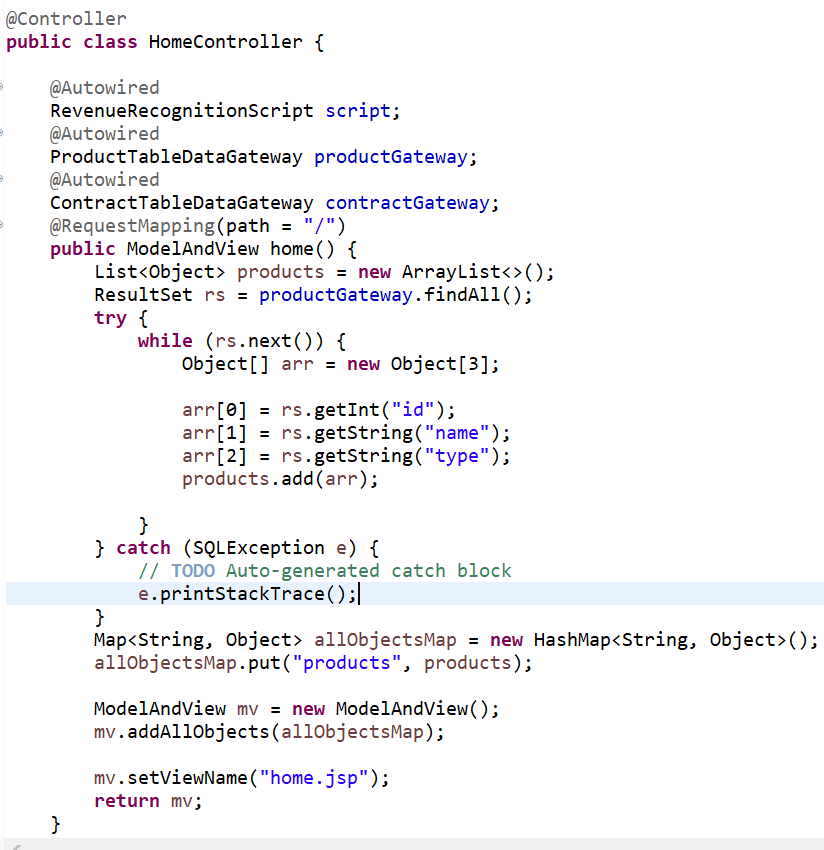 @Controller
public class HomeController {
@Autowired
RevenueRecognitionScript script;
@Autowired
ProductTableDataGateway productGateway;
@Autowired
ContractTableDataGateway contractGateway;
@RequestMapping(path = "/")
public ModelAndView home() {
List<Object> products = new ArrayList<>();
ResultSet rs = productGateway.findAll();
try {
while (rs.next()) {
Object[] arr = new Object[3];
arr[0] = rs.getInt("id");
arr[1] = rs.getString("name");
arr[2] = rs.getString("type");
products.add(arr);
}
} catch (SQLException e) {
// TODO Auto-generated catch block
e.printStackTrace();
}
Map<String, Object> allObjectsMap = new HashMap<String, Object>();
allObjectsMap.put("products", products);
ModelAndView mv = new ModelAndView();
mv.addAllObjects(allObjectsMap);
mv.setViewName("home.jsp");
return mv;
}